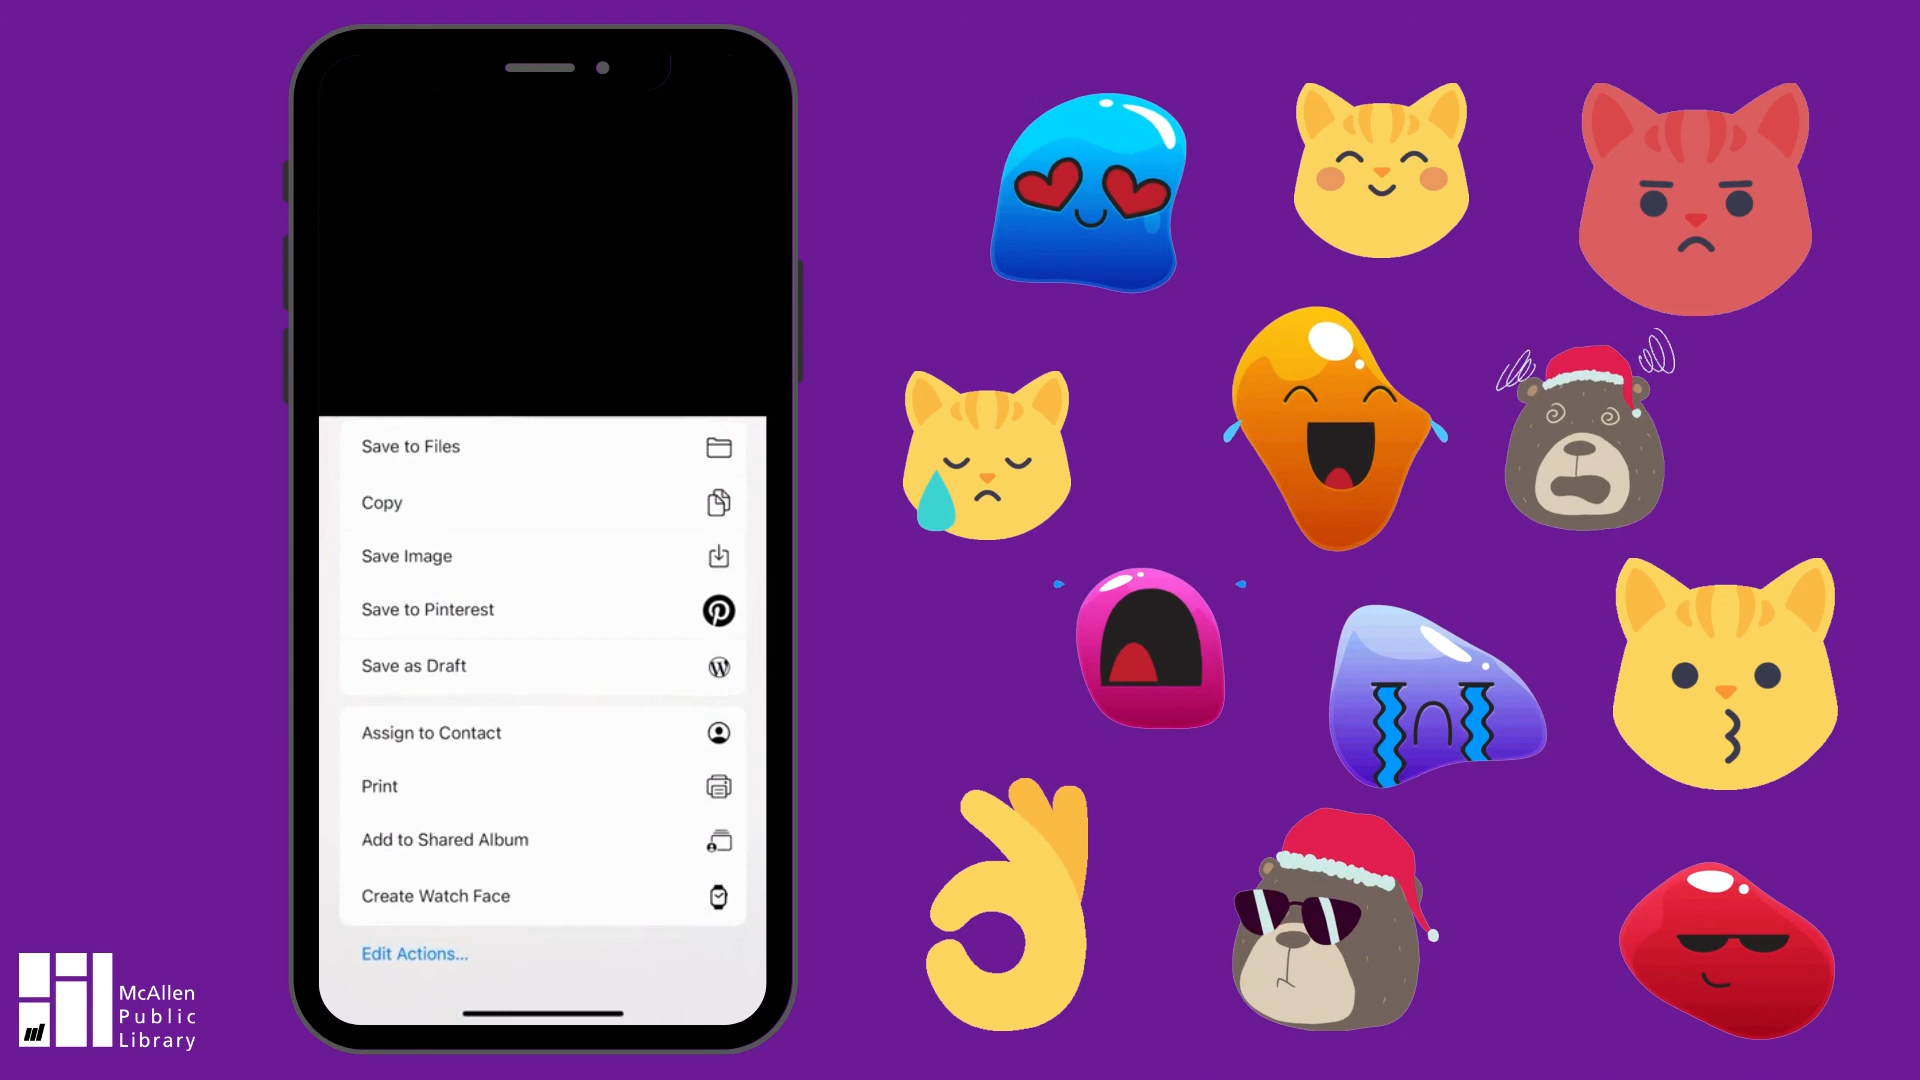 Save to Files
Copy
Save Image
Save to Pinterest
Save as Draft
Assign to Contact
Print
Add to Shared Album
Create Watch Face
Edit Actions...
McAllen
Public
Library